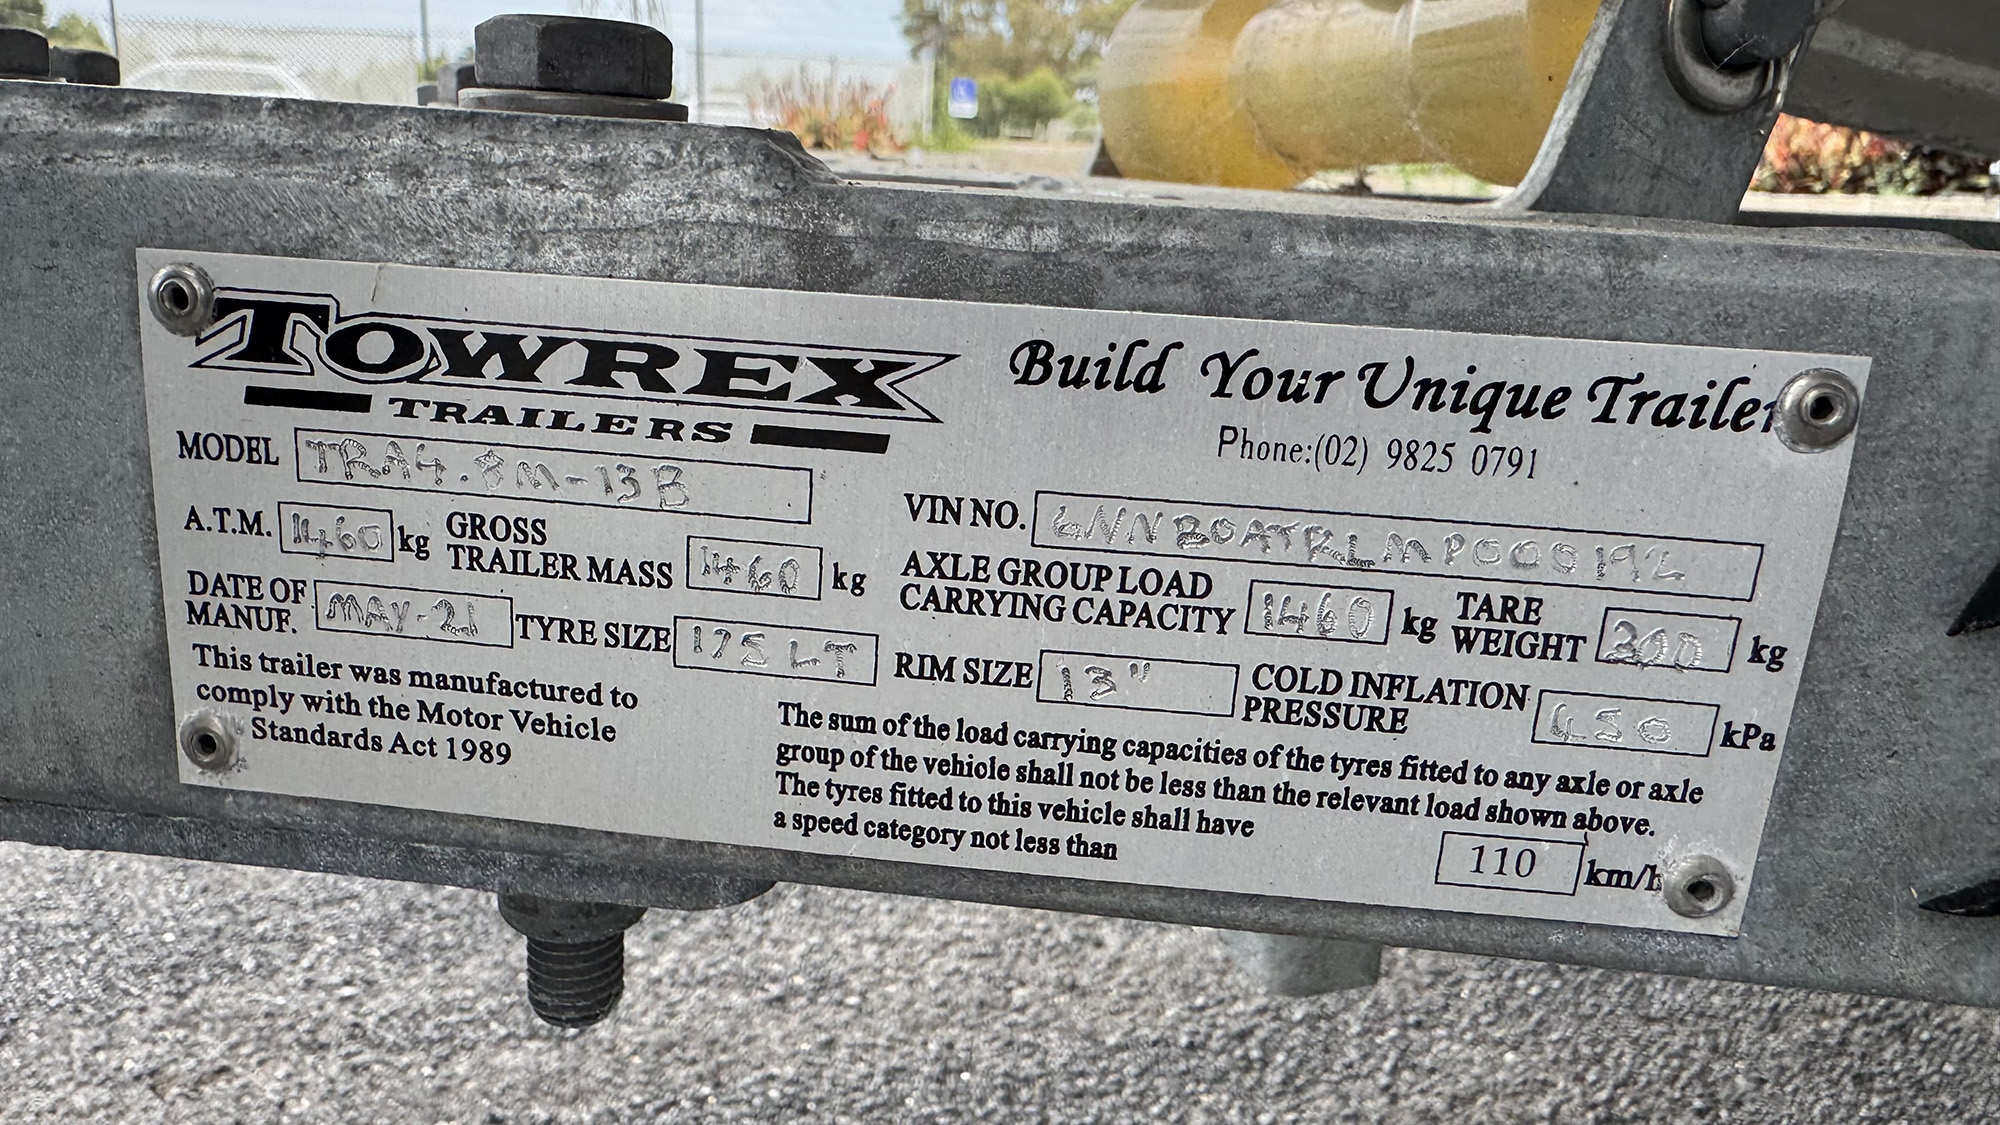 TOWREX
TRAILERS
Build Your Unique Trailer
Phone:(02) 9825 0791
MODEL TRA4.8M-13B
VIN NO. 6NNBOATRLMP000192
A.T.M. 1460 kg GROSS TRAILER MASS 1460 kg
AXLE GROUP LOAD CARRYING CAPACITY 1460 kg TARE WEIGHT 300 kg
DATE OF MANUF. MAY-21 TYRE SIZE 175 LT
RIM SIZE 13" COLD INFLATION PRESSURE 450 kPa
This trailer was manufactured to
comply with the Motor Vehicle
Standards Act 1989
The sum of the load carrying capacities of the tyres fitted to any axle or axle
group of the vehicle shall not be less than the relevant load shown above.
The tyres fitted to this vehicle shall have
a speed category not less than 110 km/h